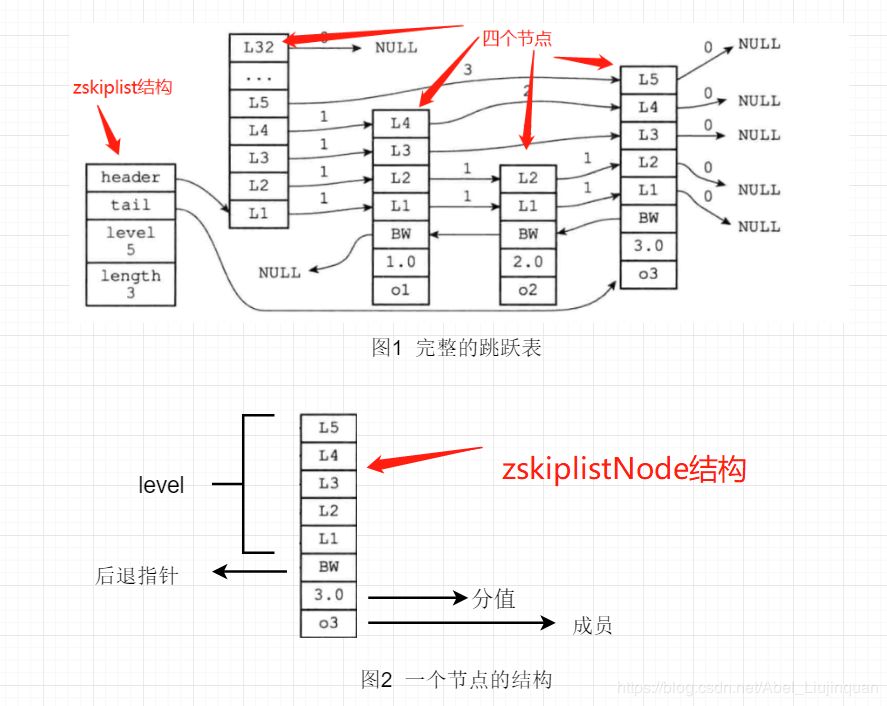 L32
0
NULL
四个节点
0
NULL
...
3
L5
zskiplist结构
L5
2
L4
0
NULL
L4
1
L4
L3
1
L3
L3
0
NULL
header
L2
1
L2
1
L2
1
L2
0
NULL
tail
L1
1
L1
1
L1
1
L1
0
NULL
level
5
BW
BW
BW
length
3
NULL
1.0
2.0
3.0
o1
o2
o3
图1 完整的跳跃表
L5
L4
zskiplistNode结构
level
L3
L2
L1
后退指针
BW
3.0
分值
o3
成员
图2 一个节点的结构
https://blog.csdn.net/Abel_Liujinquan